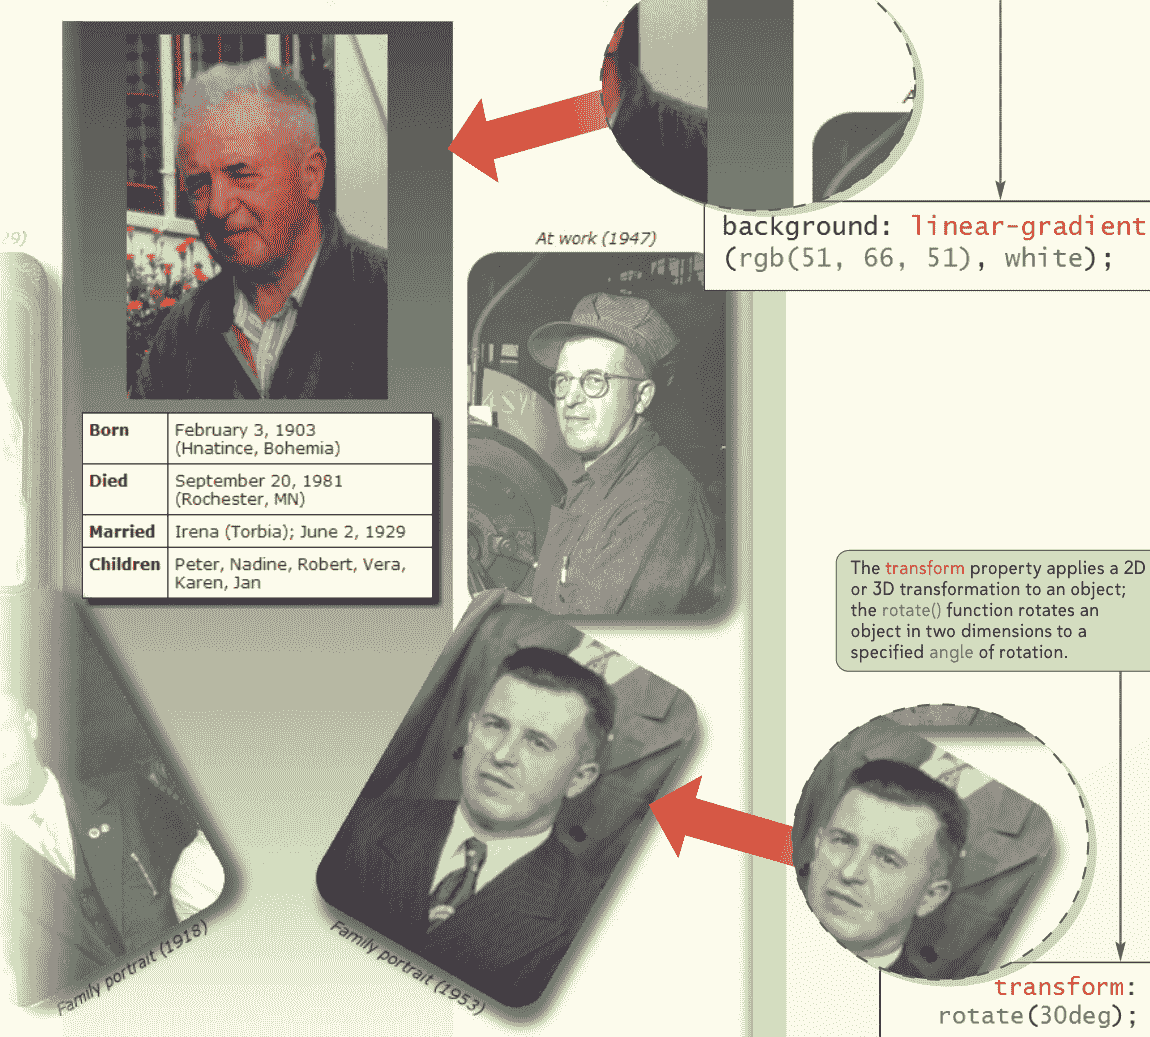 29)
At work (1947)
A
background: linear-gradient
(rgb(51, 66, 51), white);
Born
February 3, 1903
(Hnatince, Bohemia)
Died
September 20, 1981
(Rochester, MN)
Married
Irena (Torbia); June 2, 1929
Children
Peter, Nadine, Robert, Vera,
Karen, Jan
4SY
The transform property applies a 2D
or 3D transformation to an object;
the rotate() function rotates an
object in two dimensions to a
specified angle of rotation.
Family portrait (1918)
Family portrait (1953)
transform:
rotate(30deg);